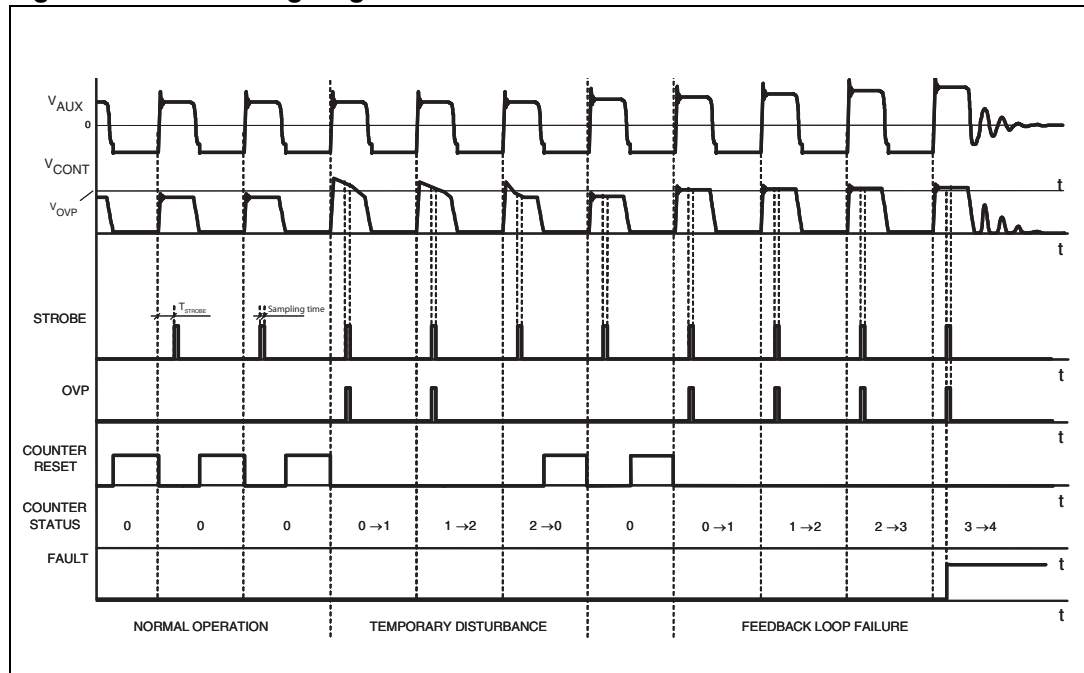 V_AUX
0
V_CONT
t
V_OVP
t
T_STROBE
Sampling time
STROBE
t
OVP
t
COUNTER
RESET
t
COUNTER
STATUS
0 0 0 0 →1 1 →2 2 →0 0 0 →1 1 →2 2 →3 3 →4
FAULT
t
t
NORMAL OPERATION TEMPORARY DISTURBANCE FEEDBACK LOOP FAILURE